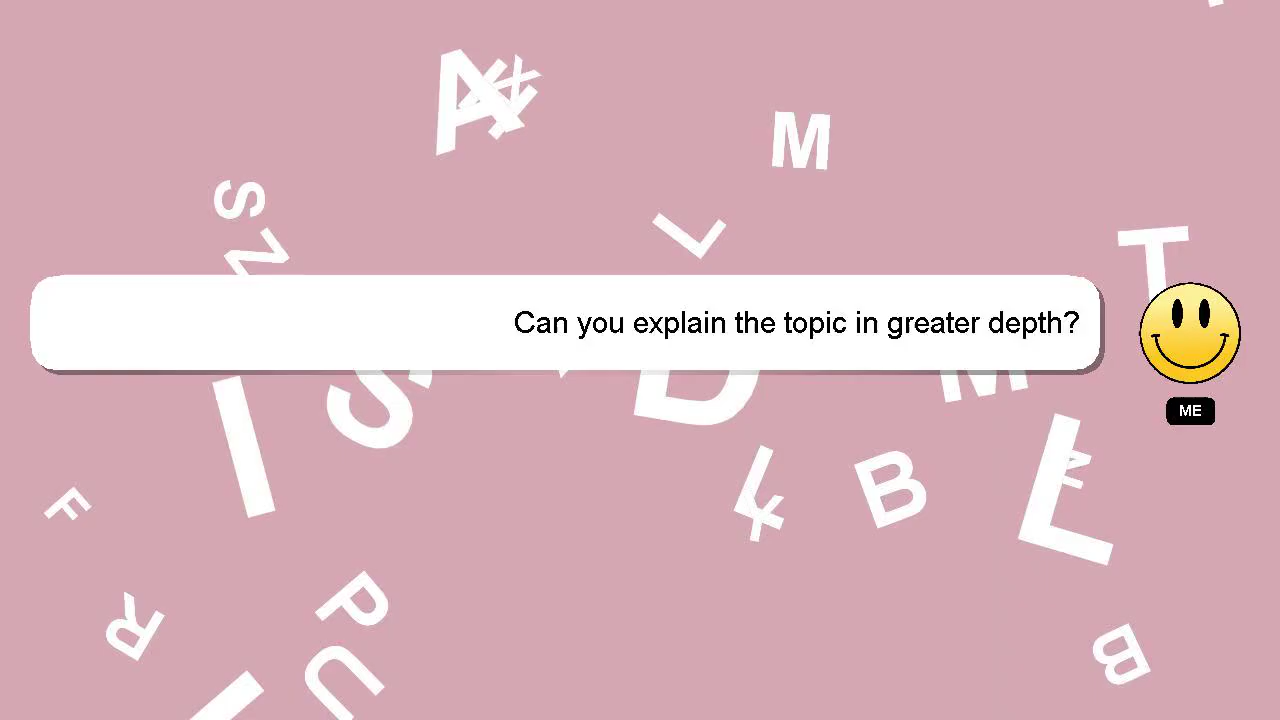 A
M
S
Z
L
T
Can you explain the topic in greater depth?
ME
I
S
D
M
L
B
L
F
Y
P
R
U
B